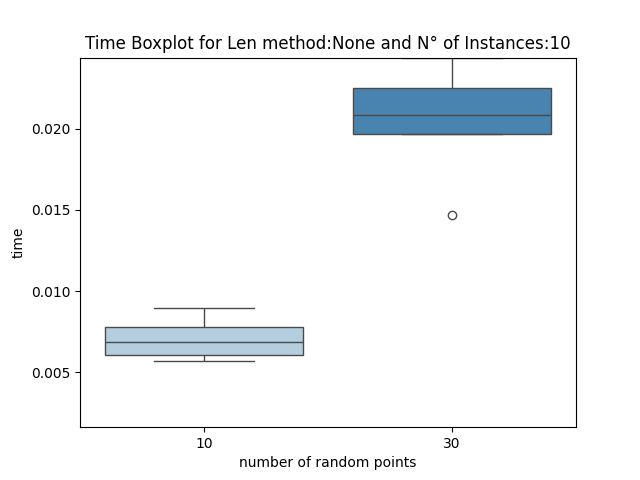 Time Boxplot for Len method:None and N° of Instances:10
0.020
0.015
0.010
0.005
time
10
30
number of random points